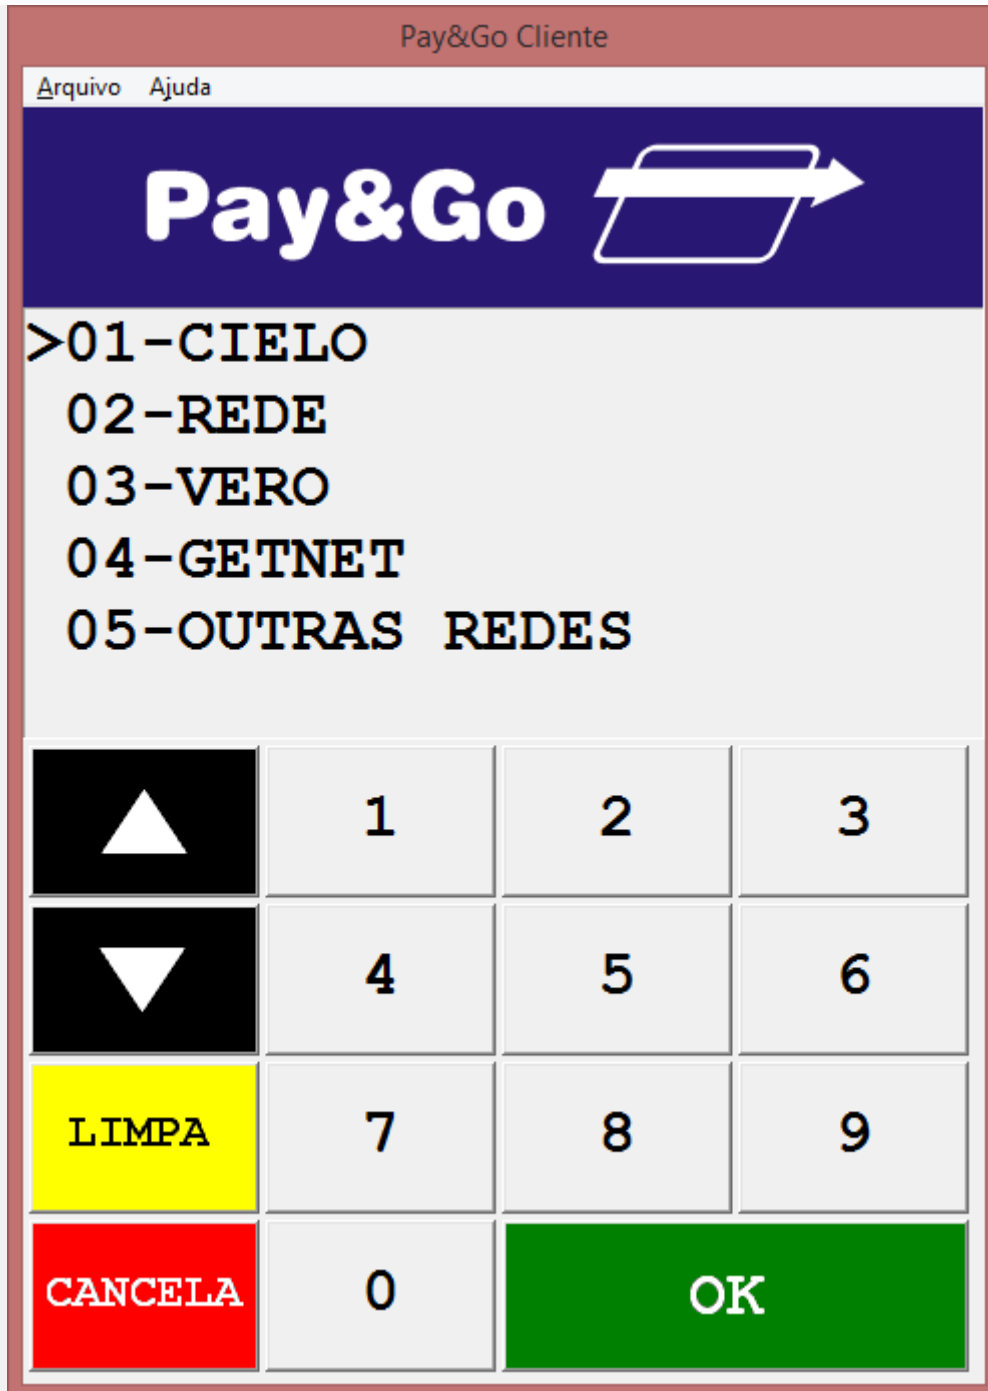 Pay&Go Cliente
Arquivo Ajuda
Pay&Go
>01-CIELO
02-REDE
03-VERO
04-GETNET
05-OUTRAS REDES
1 2 3
4 5 6
LIMPA 7 8 9
CANCELA 0 OK